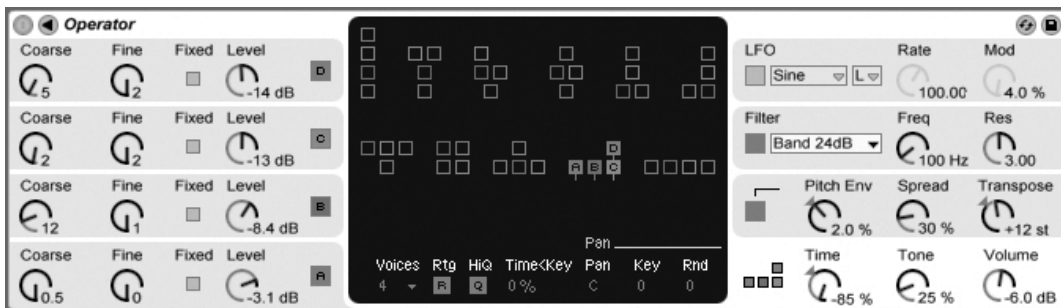 Operator
Coarse Fine Fixed Level
5 2 -14 dB D
Coarse Fine Fixed Level
2 2 -13 dB C
Coarse Fine Fixed Level
12 1 -8.4 dB B
Coarse Fine Fixed Level
0.5 0 -3.1 dB A
D
A B C
Pan
Voices Rtg HiQ Time<Key Pan Key Rnd
4 R Q 0% C 0 0
LFO Rate Mod
Sine L 100.00 4.0 %
Filter Freq Res
Band 24dB 100 Hz 3.00
Pitch Env Spread Transpose
2.0 % 30 % +12 st
Time Tone Volume
-85 % 25 % -6.0 dB